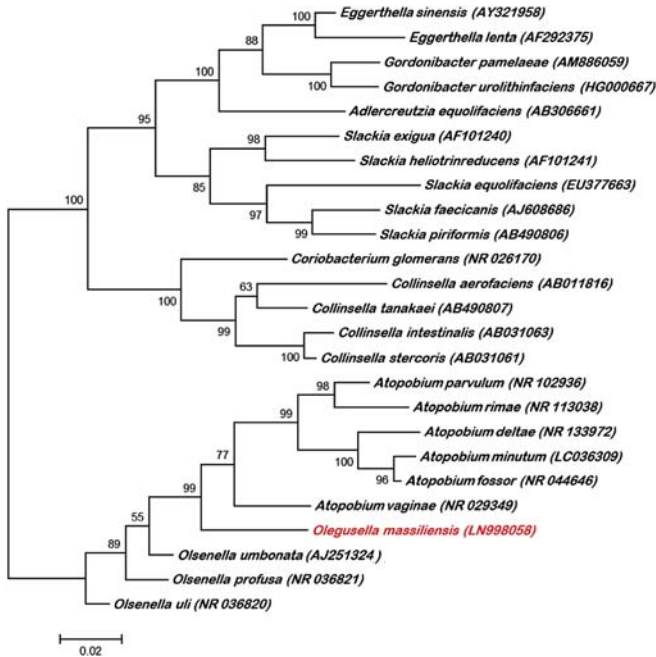 100
Eggerthella sinensis (AY321958)
88
Eggerthella lenta (AF292375)
Gordonibacter pamelaeae (AM886059)
100
100
Gordonibacter urolithinfaciens (HG000667)
Adlercreutzia equolifaciens (AB306661)
95
98
Slackia exigua (AF101240)
Slackia heliotrinreducens (AF101241)
85
Slackia equolifaciens (EU377663)
100
97
Slackia faecicanis (AJ608686)
99
Slackia piriformis (AB490806)
Coriobacterium glomerans (NR 026170)
100
63
Collinsella aerofaciens (AB011816)
Collinsella tanakaei (AB490807)
99
Collinsella intestinalis (AB031063)
100
Collinsella stercoris (AB031061)
98
Atopobium parvulum (NR 102936)
99
Atopobium rimae (NR 113038)
Atopobium deltae (NR 133972)
77
100
Atopobium minutum (LC036309)
96
Atopobium fossor (NR 044646)
99
Atopobium vaginae (NR 029349)
Olegusella massiliensis (LN998058)
55
Olsenella umbonata (AJ251324)
89
Olsenella profusa (NR 036821)
Olsenella uli (NR 036820)
0.02